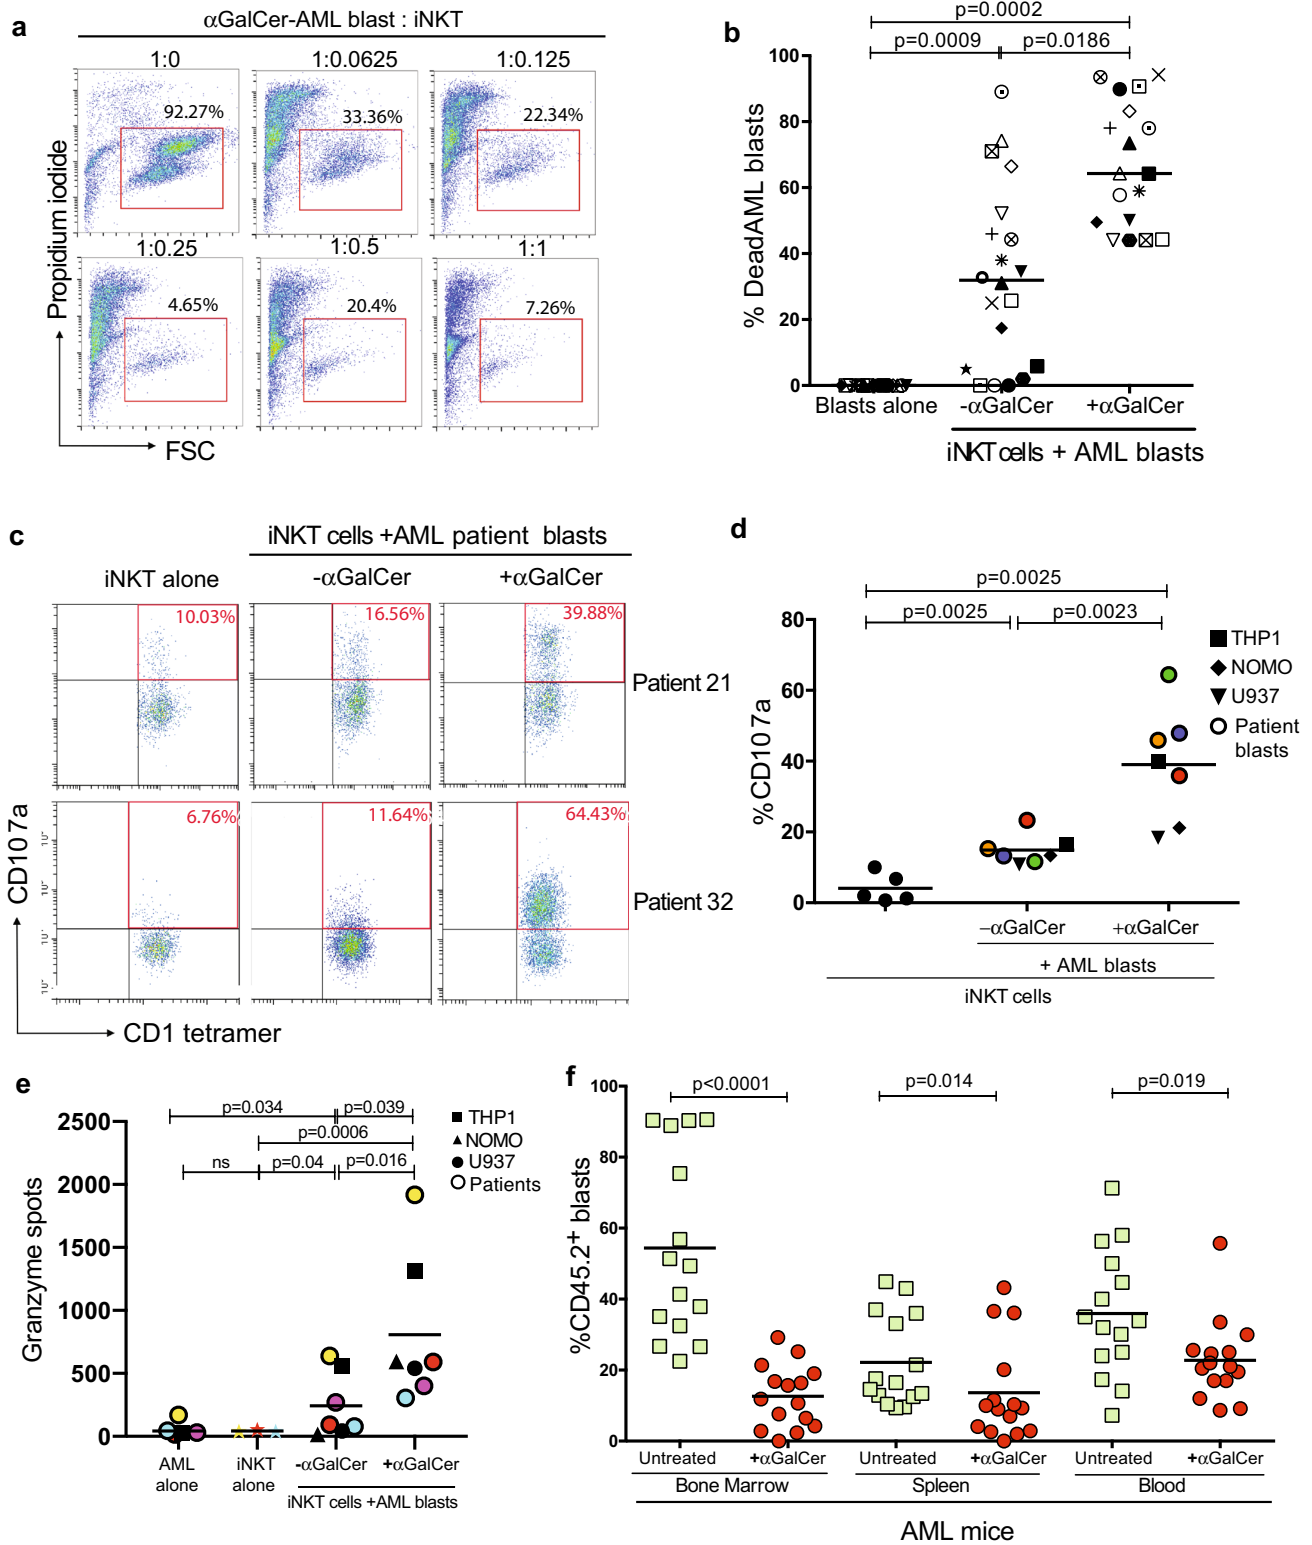 a
αGalCer-AML blast : iNKT
1:0
1:0.0625
1:0.125
92.27%
33.36%
22.34%
1:0.25
1:0.5
1:1
4.65%
20.4%
7.26%
Propidium iodide
FSC
b
p=0.0002
p=0.0009
p=0.0186
100
80
60
40
20
0
% DeadAML blasts
Blasts alone
-αGalCer
+αGalCer
iNKT cells + AML blasts
c
iNKT cells +AML patient blasts
iNKT alone
-αGalCer
+αGalCer
10.03%
16.56%
39.88%
Patient 21
6.76%
11.64%
64.43%
Patient 32
CD107a
CD1 tetramer
d
p=0.0025
p=0.0025
p=0.0023
80
60
40
20
0
%CD107a
THP1
NOMO
U937
Patient
blasts
–αGalCer
+αGalCer
+ AML blasts
iNKT cells
e
p=0.034
p=0.039
p=0.0006
ns
p=0.04
p=0.016
THP1
NOMO
U937
Patients
2500
2000
1500
1000
500
0
Granzyme spots
AML
alone
iNKT
alone
-αGalCer
+αGalCer
iNKT cells +AML blasts
f
p<0.0001
p=0.014
p=0.019
100
80
60
40
20
0
%CD45.2+ blasts
Untreated
+αGalCer
Untreated
+αGalCer
Untreated
+αGalCer
Bone Marrow
Spleen
Blood
AML mice